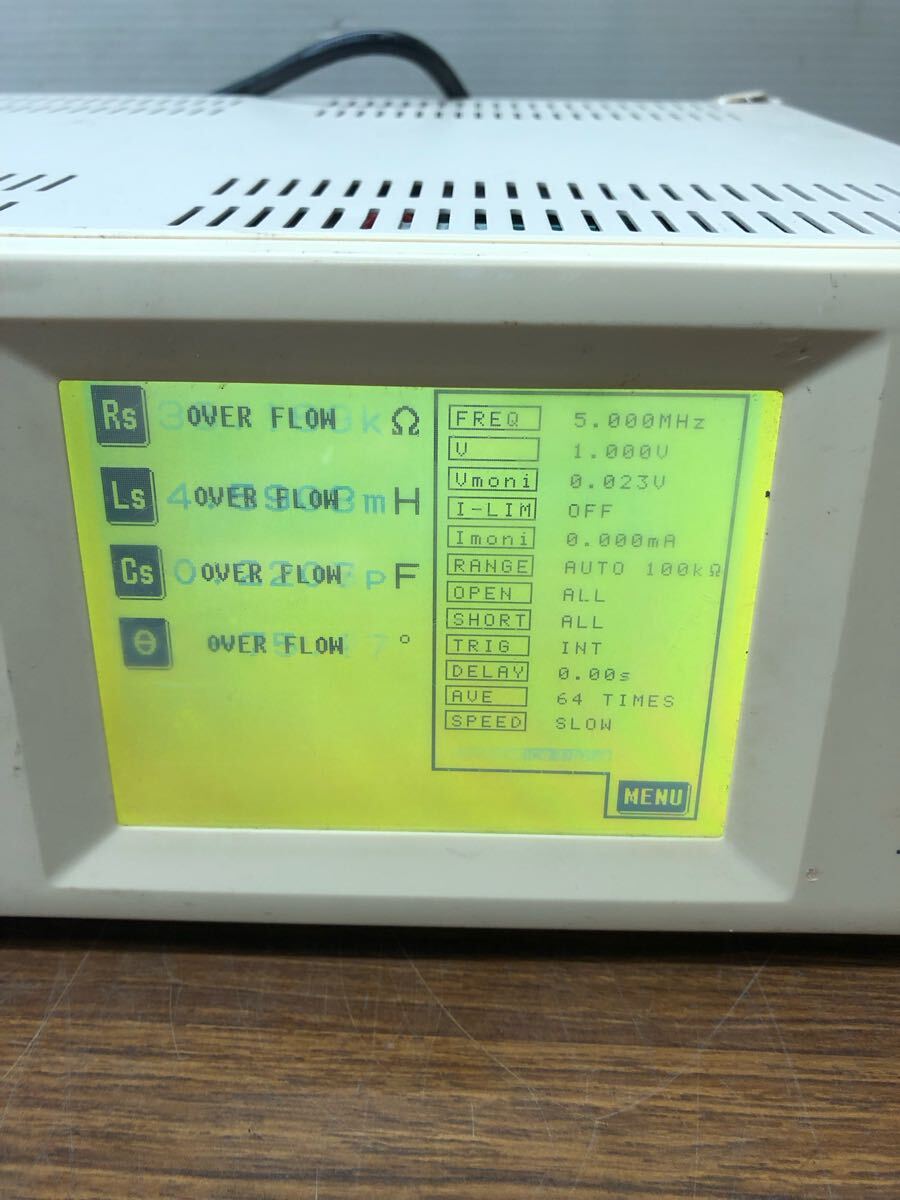 Rs OVER FLOW Ω
Ls OVER FLOW H
Cs OVER FLOW F
θ OVER FLOW °
FREQ 5.000MHz
V 1.000V
Vmoni 0.023V
I-LIM OFF
Imoni 0.000mA
RANGE AUTO 100kΩ
OPEN ALL
SHORT ALL
TRIG INT
DELAY 0.00s
AVE 64 TIMES
SPEED SLOW
MENU